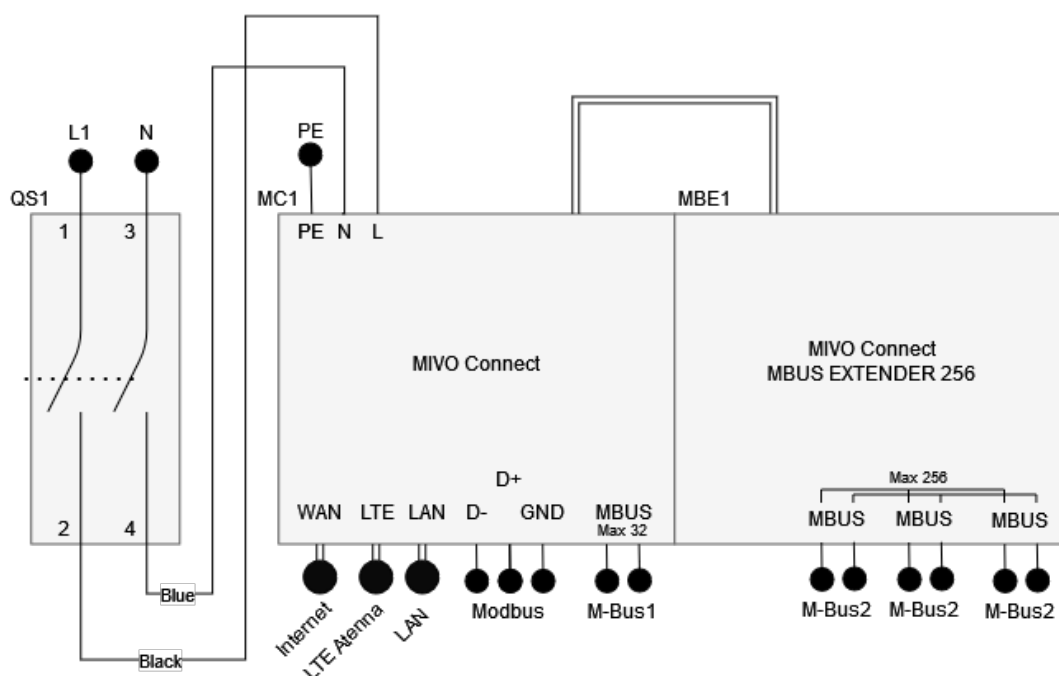 L1
N
PE
QS1
MC1
MBE1
1
3
PE
N
L
MIVO Connect
MIVO Connect
MBUS EXTENDER 256
D+
Max 256
WAN
LTE
LAN
D-
GND
MBUS
Max 32
MBUS
MBUS
MBUS
2
4
Internet
LTE Atenna
LAN
Modbus
M-Bus1
M-Bus2
M-Bus2
M-Bus2
Blue
Black